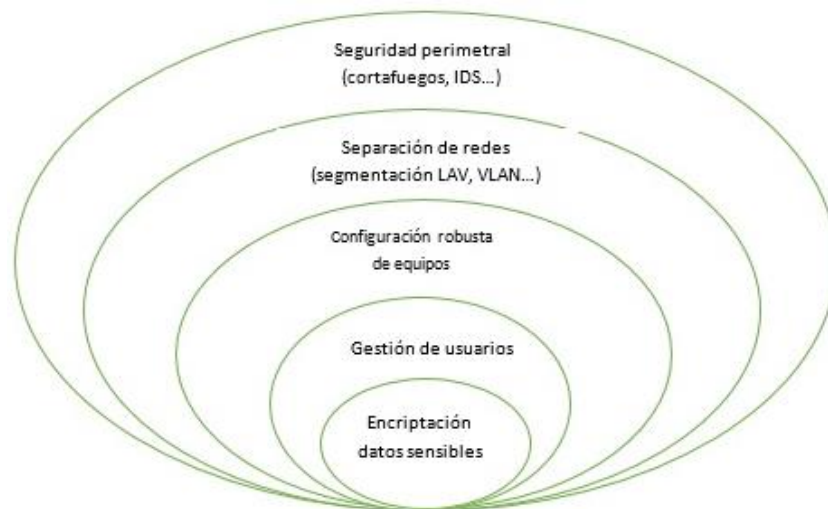 Seguridad perimetral
(cortafuegos, IDS...)
Separación de redes
(segmentación LAV, VLAN...)
Configuración robusta
de equipos
Gestión de usuarios
Encriptación
datos sensibles